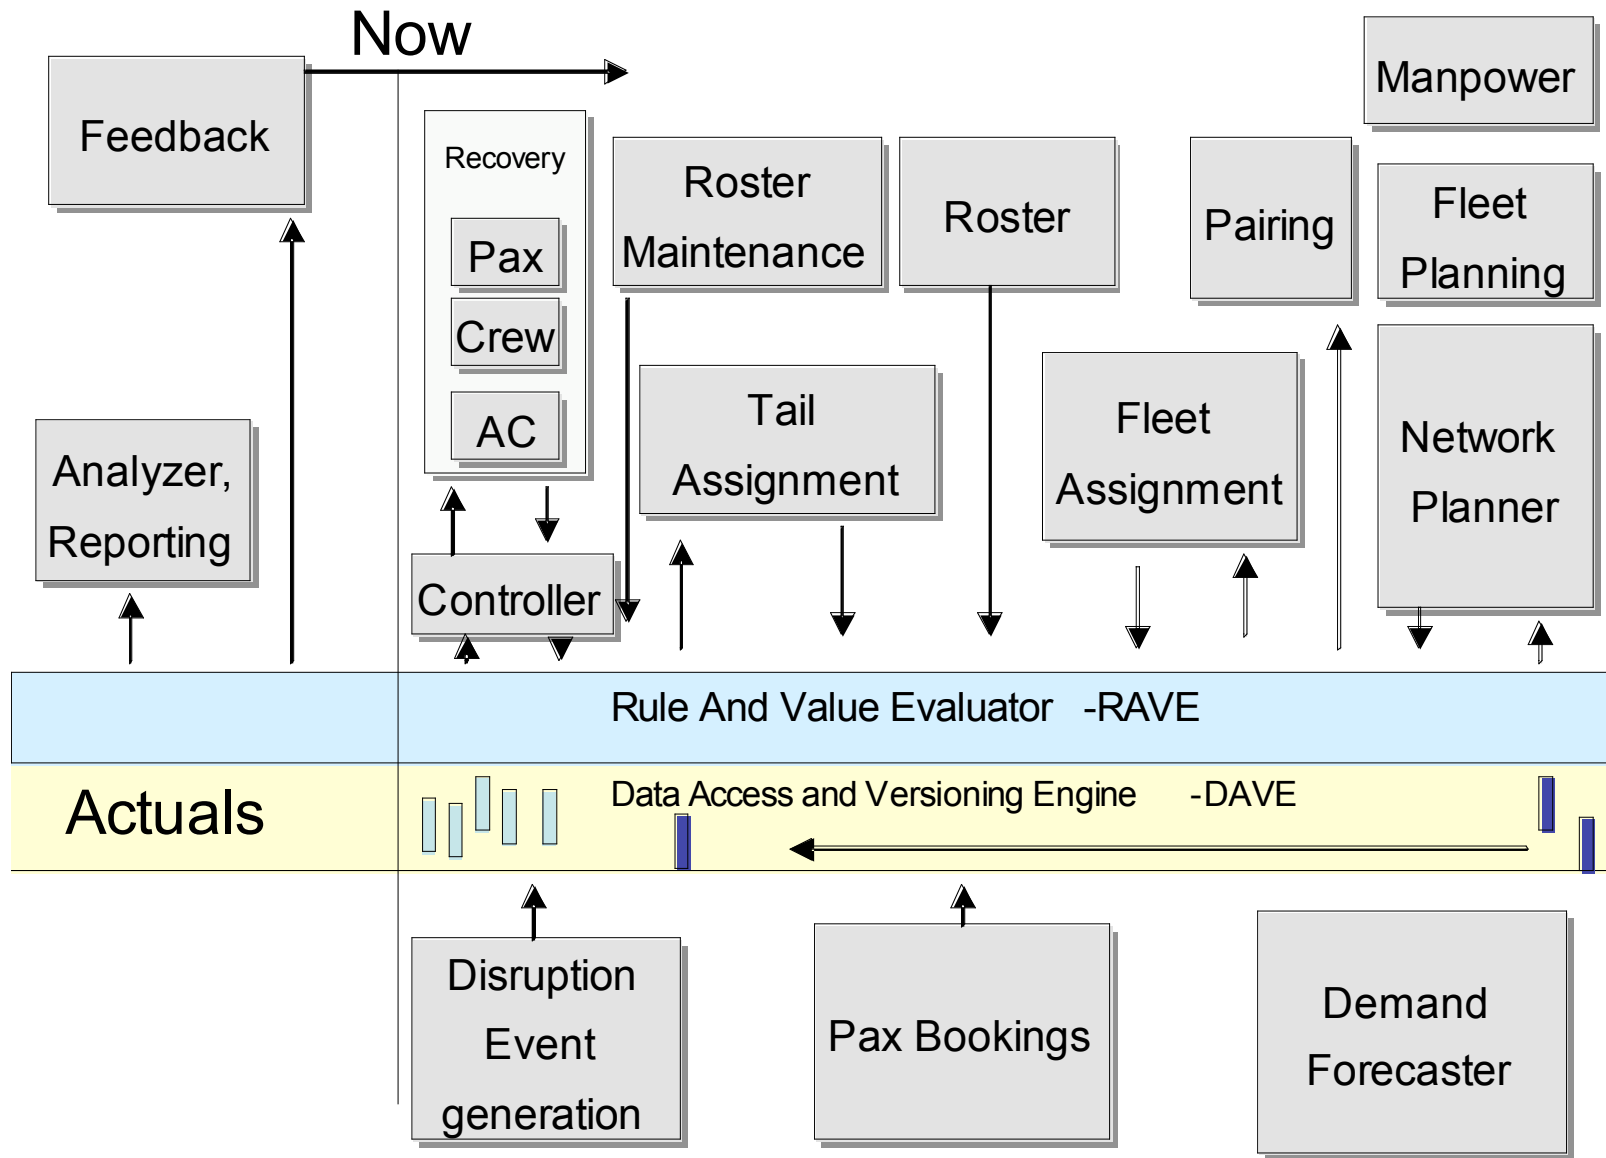 Now
Feedback
Manpower
Recovery
Pax
Crew
AC
Roster
Maintenance
Roster
Pairing
Fleet
Planning
Analyzer,
Reporting
Controller
Tail
Assignment
Fleet
Assignment
Network
Planner
Rule And Value Evaluator -RAVE
Actuals
Data Access and Versioning Engine -DAVE
Disruption
Event
generation
Pax Bookings
Demand
Forecaster